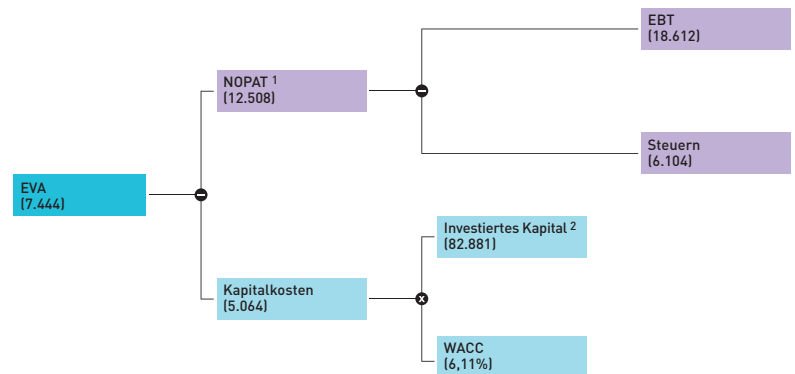 EBT
(18.612)
NOPAT 1
(12.508)
Steuern
(6.104)
EVA
(7.444)
Investiertes Kapital 2
(82.881)
Kapitalkosten
(5.064)
x
WACC
(6,11%)